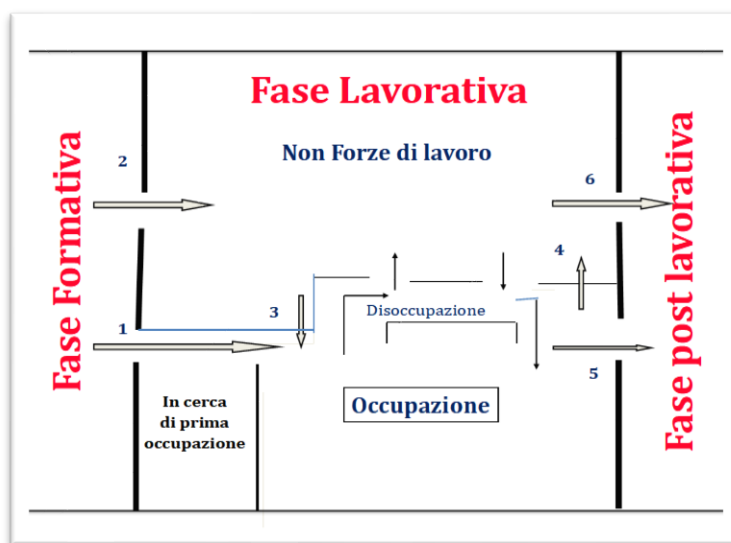 Fase Lavorativa
Non Forze di lavoro
Fase Formativa
Fase post lavorativa
2
6
4
3
Disoccupazione
1
5
In cerca
di prima
occupazione
Occupazione